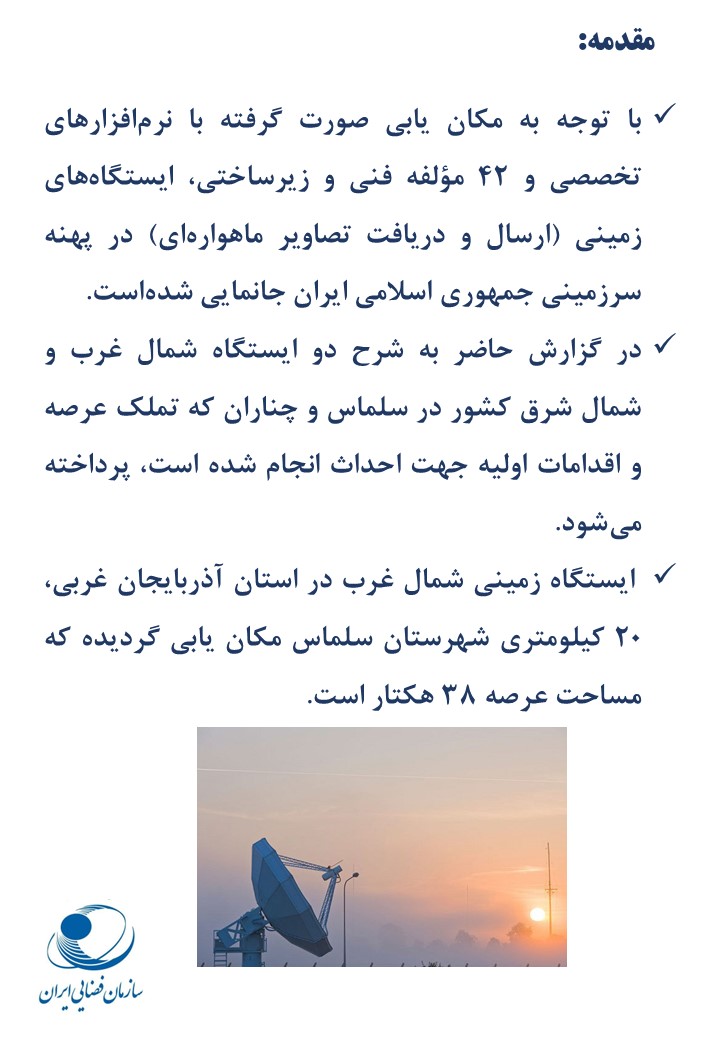 مقدمه:
✓ با توجه به مکان یابی صورت گرفته با نرم‌افزارهای
تخصصی و ۴۲ مؤلفه فنی و زیرساختی، ایستگاه‌های
زمینی (ارسال و دریافت تصاویر ماهواره‌ای) در پهنه
سرزمینی جمهوری اسلامی ایران جانمایی شده‌است.
✓ در گزارش حاضر به شرح دو ایستگاه شمال غرب و
شمال شرق کشور در سلماس و چناران که تملک عرصه
و اقدامات اولیه جهت احداث انجام شده است، پرداخته
می‌شود.
✓ ایستگاه زمینی شمال غرب در استان آذربایجان غربی،
۲۰ کیلومتری شهرستان سلماس مکان یابی گردیده که
مساحت عرصه ۳۸ هکتار است.
سازمان فضایی ایران